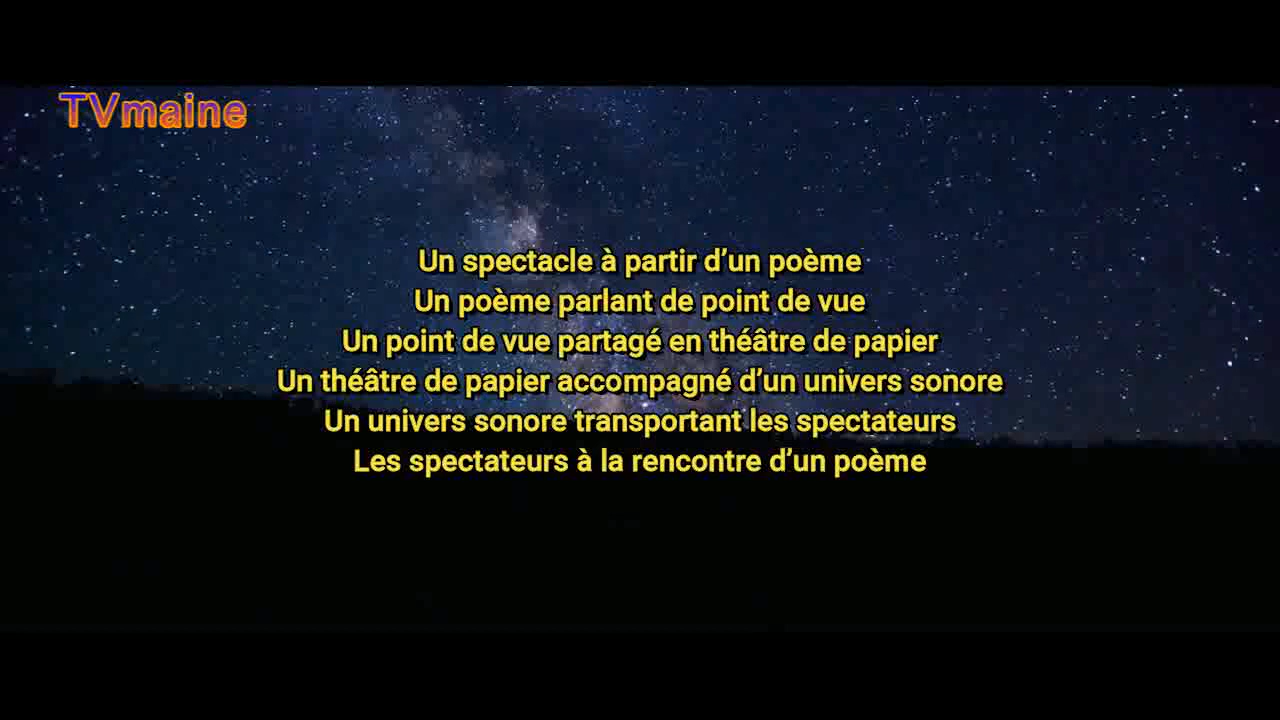 TVmaine
Un spectacle à partir d’un poème
Un poème parlant de point de vue
Un point de vue partagé en théâtre de papier
Un théâtre de papier accompagné d’un univers sonore
Un univers sonore transportant les spectateurs
Les spectateurs à la rencontre d’un poème